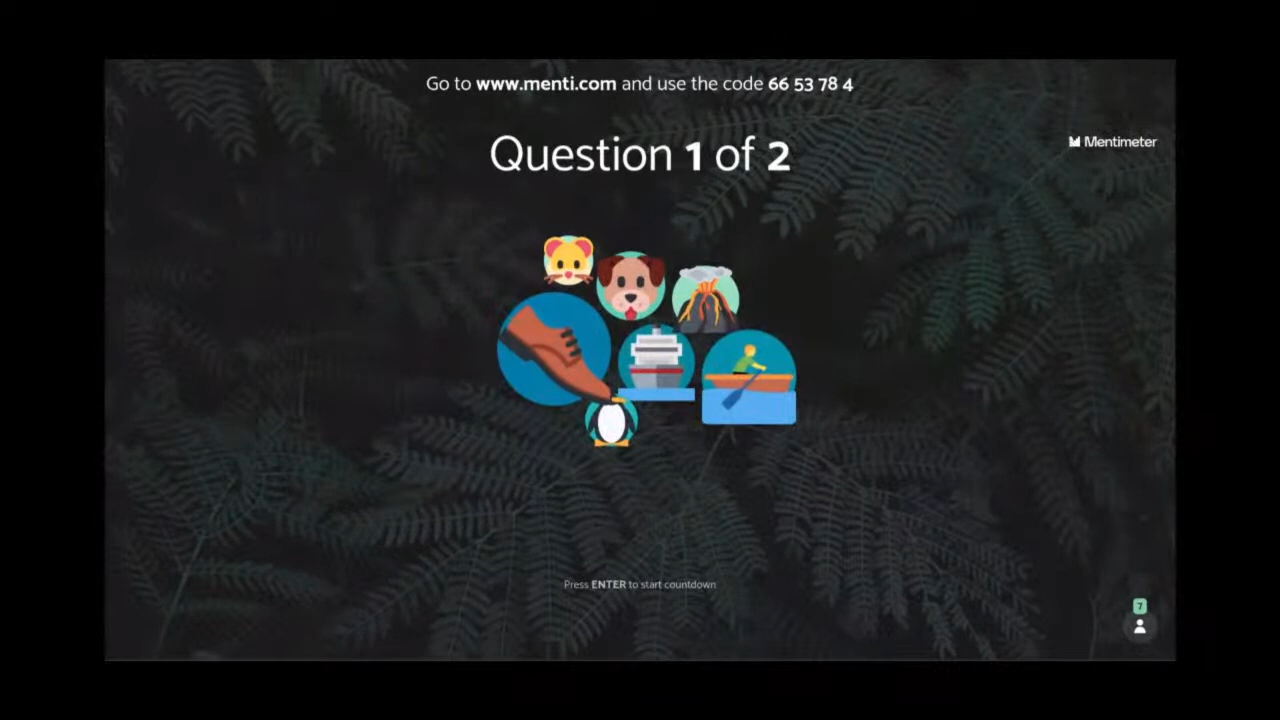 Go to www.menti.com and use the code 66 53 78 4
Mentimeter
Question 1 of 2
Press ENTER to start countdown
7